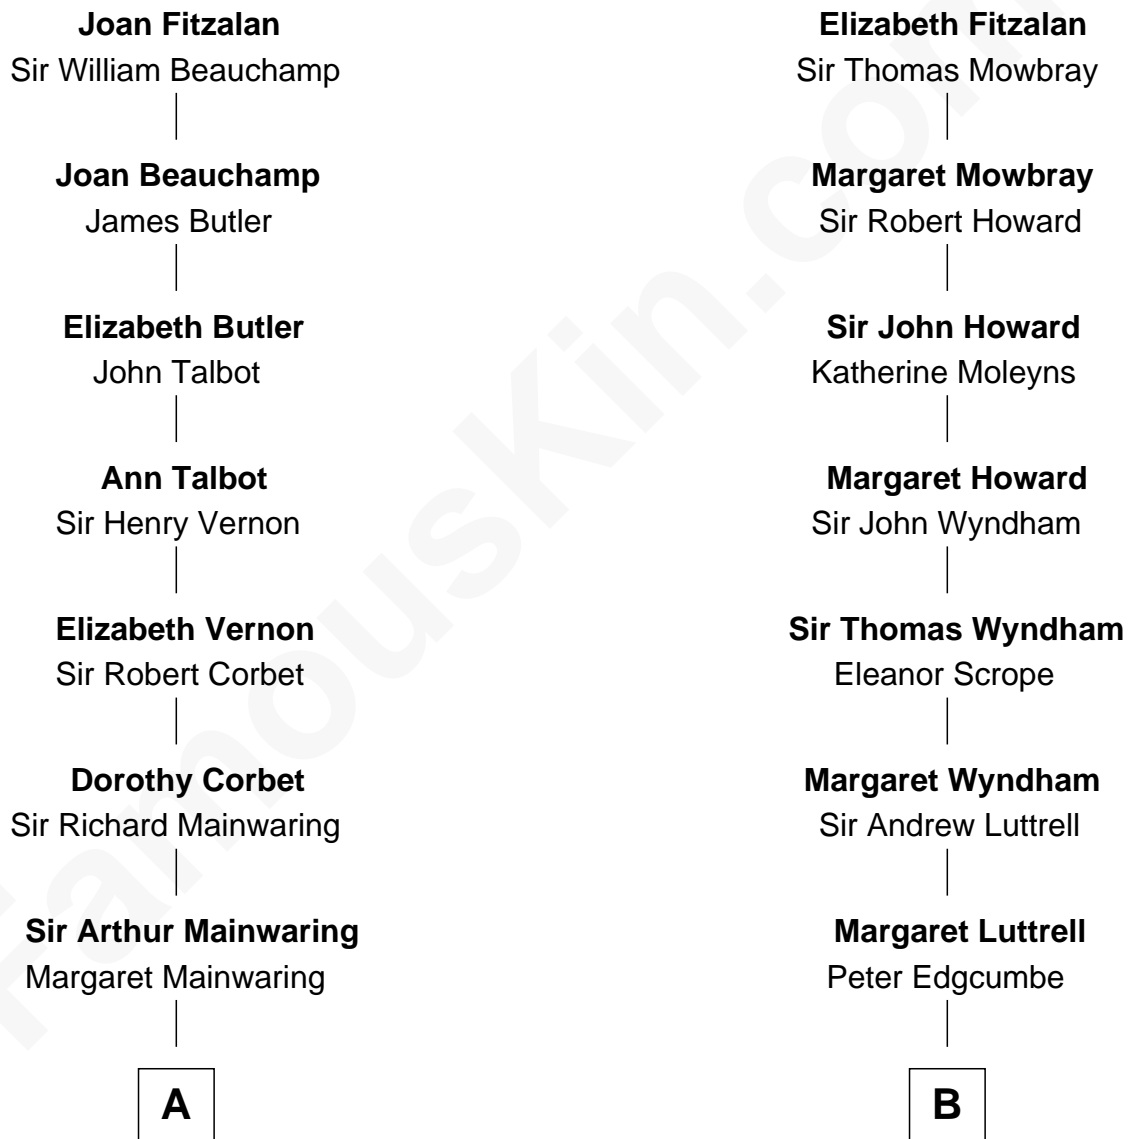 Joan Fitzalan
Sir William Beauchamp
Joan Beauchamp
James Butler
Elizabeth Butler
John Talbot
Ann Talbot
Sir Henry Vernon
Elizabeth Vernon
Sir Robert Corbet
Dorothy Corbet
Sir Richard Mainwaring
Sir Arthur Mainwaring
Margaret Mainwaring
A
Elizabeth Fitzalan
Sir Thomas Mowbray
Margaret Mowbray
Sir Robert Howard
Sir John Howard
Katherine Moleyns
Margaret Howard
Sir John Wyndham
Sir Thomas Wyndham
Eleanor Scrope
Margaret Wyndham
Sir Andrew Luttrell
Margaret Luttrell
Peter Edgcumbe
B
FamousKin.com